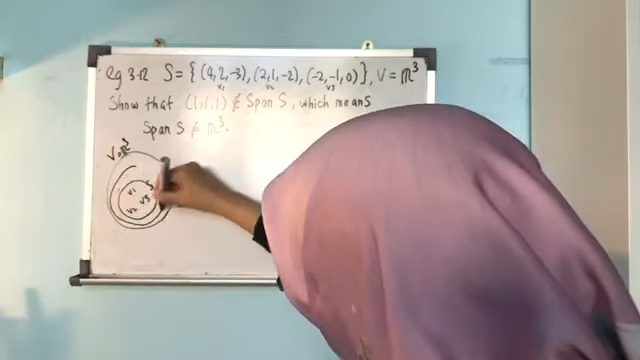 eg 3.12 S = { (0, 2, -3), (2, 1, -2), (-2, -1, 0) }, V = ℝ³
v₁ v₂ v₃
Show that (1, 1, 1) ∉ Span S, which means
Span S ≠ ℝ³.
V = ℝ³
S
v₁
v₃
v₂